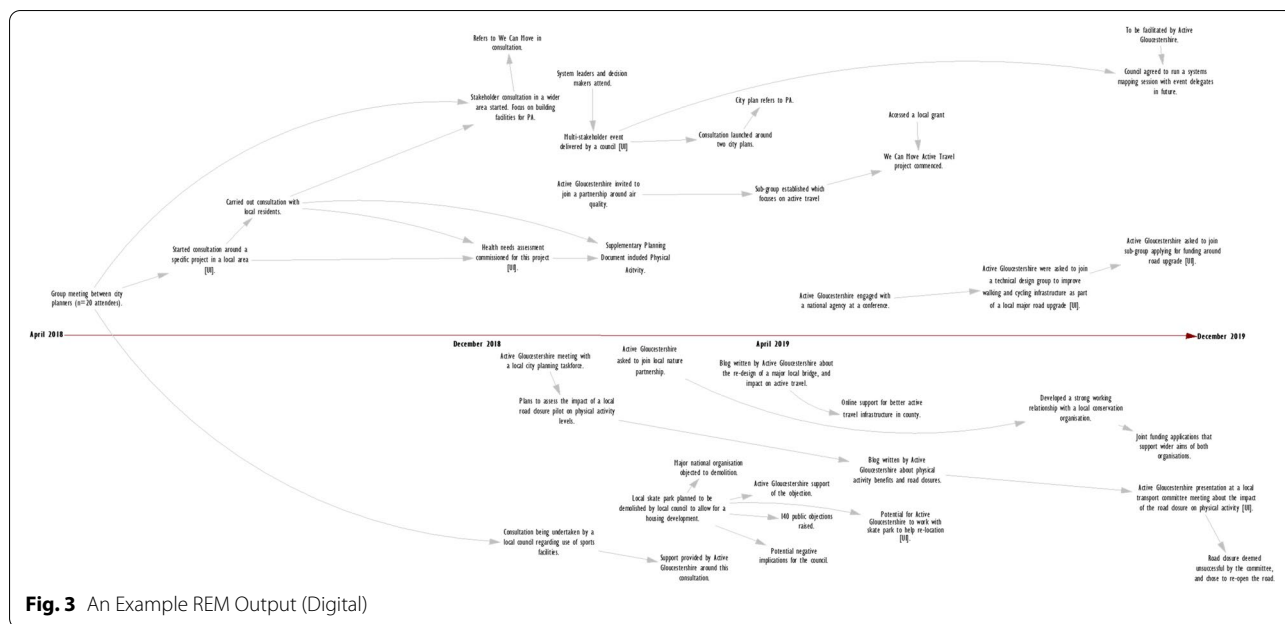 Refers to We Can Move in
consultation.
To be facilitated by Active
Gloucestershire.
System leaders and decision
makers attend.
Council agreed to run a systems
mapping session with event delegates
in future.
Stakeholder consultation in a wider
area started. Focus on building
facilities for PA.
City plan refers to PA.
Accessed a local grant
Multi-stakeholder event
delivered by a council [UI]
Consultation launched around
two city plans.
We Can Move Active Travel
project commenced.
Active Gloucestershire invited to
join a partnership around air
quality.
Sub-group established which
focuses on active travel
Carried out consultation with
local residents.
Started consultation around a
specific project in a local area
[UI].
Health needs assessment
commissioned for this project
[UI].
Supplementary Planning
Document included Physical
Acitvity.
Active Gloucestershire asked to join
sub-group applying for funding around
road upgrade [UI].
Active Gloucestershire were asked to join
a technical design group to improve
walking and cycling infrastructure as part
of a local major road upgrade [UI].
Group meeting between city
planners (n=20 attendees).
Active Gloucestershire engaged with
a national agency at a conference.
April 2018
December 2018
April 2019
December 2019
Active Gloucestershire meeting with
a local city planning taskforce.
Active Gloucestershire
asked to join local nature
partnership.
Blog written by Active Gloucestershire about
the re-design of a major local bridge, and
impact on active travel.
Plans to assess the impact of a local
road closure pilot on physical activity
levels.
Online support for better active
travel infrastructure in county.
Developed a strong working
relationship with a local conservation
organisation.
Joint funding applications that
support wider aims of both
organisations.
Major national organisation
objected to demolition.
Blog written by Active
Gloucestershire about physical
activity benefits and road closures.
Active Gloucestershire support
of the objection.
Local skate park planned to be
demolished by local council to allow for a
housing development.
140 public objections
raised.
Potential for Active
Gloucestershire to work with
skate park to help re-location
[UI].
Active Gloucestershire presentation at a local
transport committee meeting about the impact
of the road closure on physical activity [UI].
Consultation being undertaken by a
local council regarding use of sports
facilities.
Potential negative
implications for the council.
Support provided by Active
Gloucestershire around this
consultation.
Road closure deemed
unsuccessful by the committee,
and chose to re-open the road.
Fig. 3 An Example REM Output (Digital)